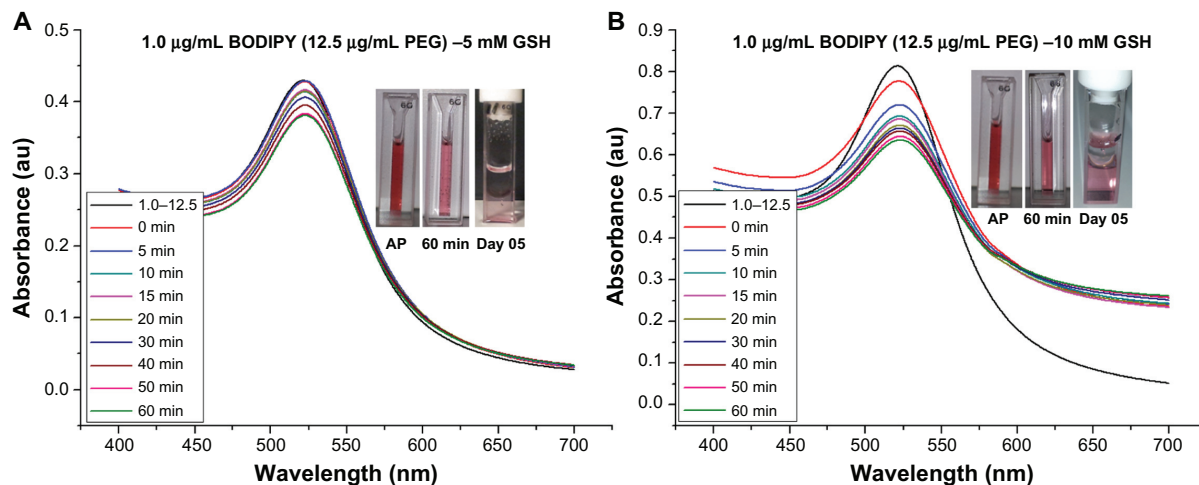 A
1.0 μg/mL BODIPY (12.5 μg/mL PEG) –5 mM GSH
Absorbance (au)
0.5
0.4
0.3
0.2
0.1
0.0
6G
6G
AP
60 min
Day 05
1.0–12.5
0 min
5 min
10 min
15 min
20 min
30 min
40 min
50 min
60 min
400
450
500
550
600
650
700
Wavelength (nm)
B
1.0 μg/mL BODIPY (12.5 μg/mL PEG) –10 mM GSH
Absorbance (au)
0.9
0.8
0.7
0.6
0.5
0.4
0.3
0.2
0.1
0.0
6G
6G
AP
60 min
Day 05
1.0–12.5
0 min
5 min
10 min
15 min
20 min
30 min
40 min
50 min
60 min
400
450
500
550
600
650
700
Wavelength (nm)